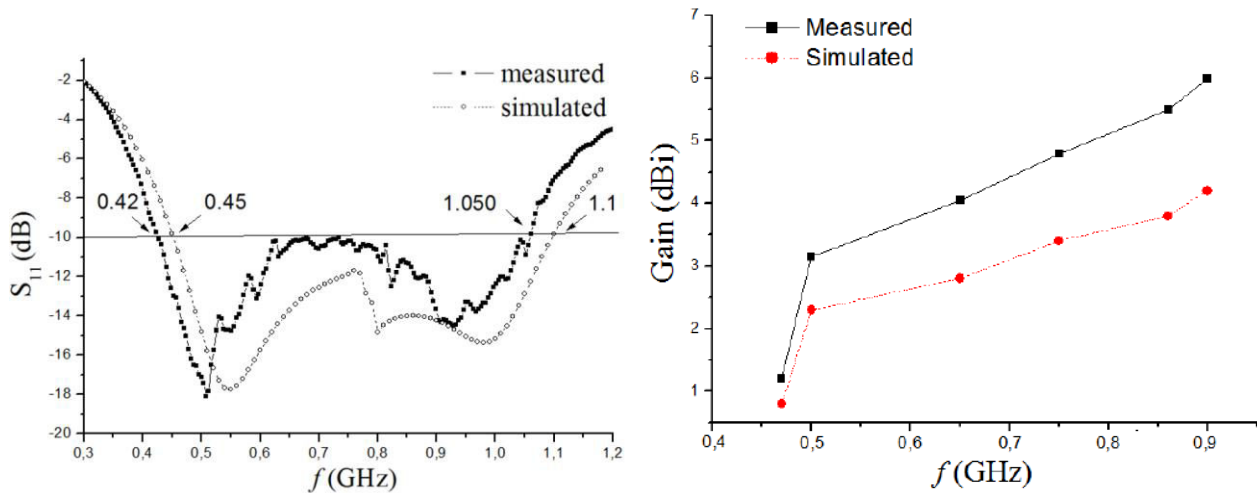 measured
simulated
-2
-4
-6
-8
-10
-12
-14
-16
-18
-20
0.42
0.45
1.050
1.1
S11 (dB)
0,3 0,4 0,5 0,6 0,7 0,8 0,9 1,0 1,1 1,2
f (GHz)
Measured
Simulated
7
6
5
4
3
2
1
Gain (dBi)
0,4 0,5 0,6 0,7 0,8 0,9
f (GHz)